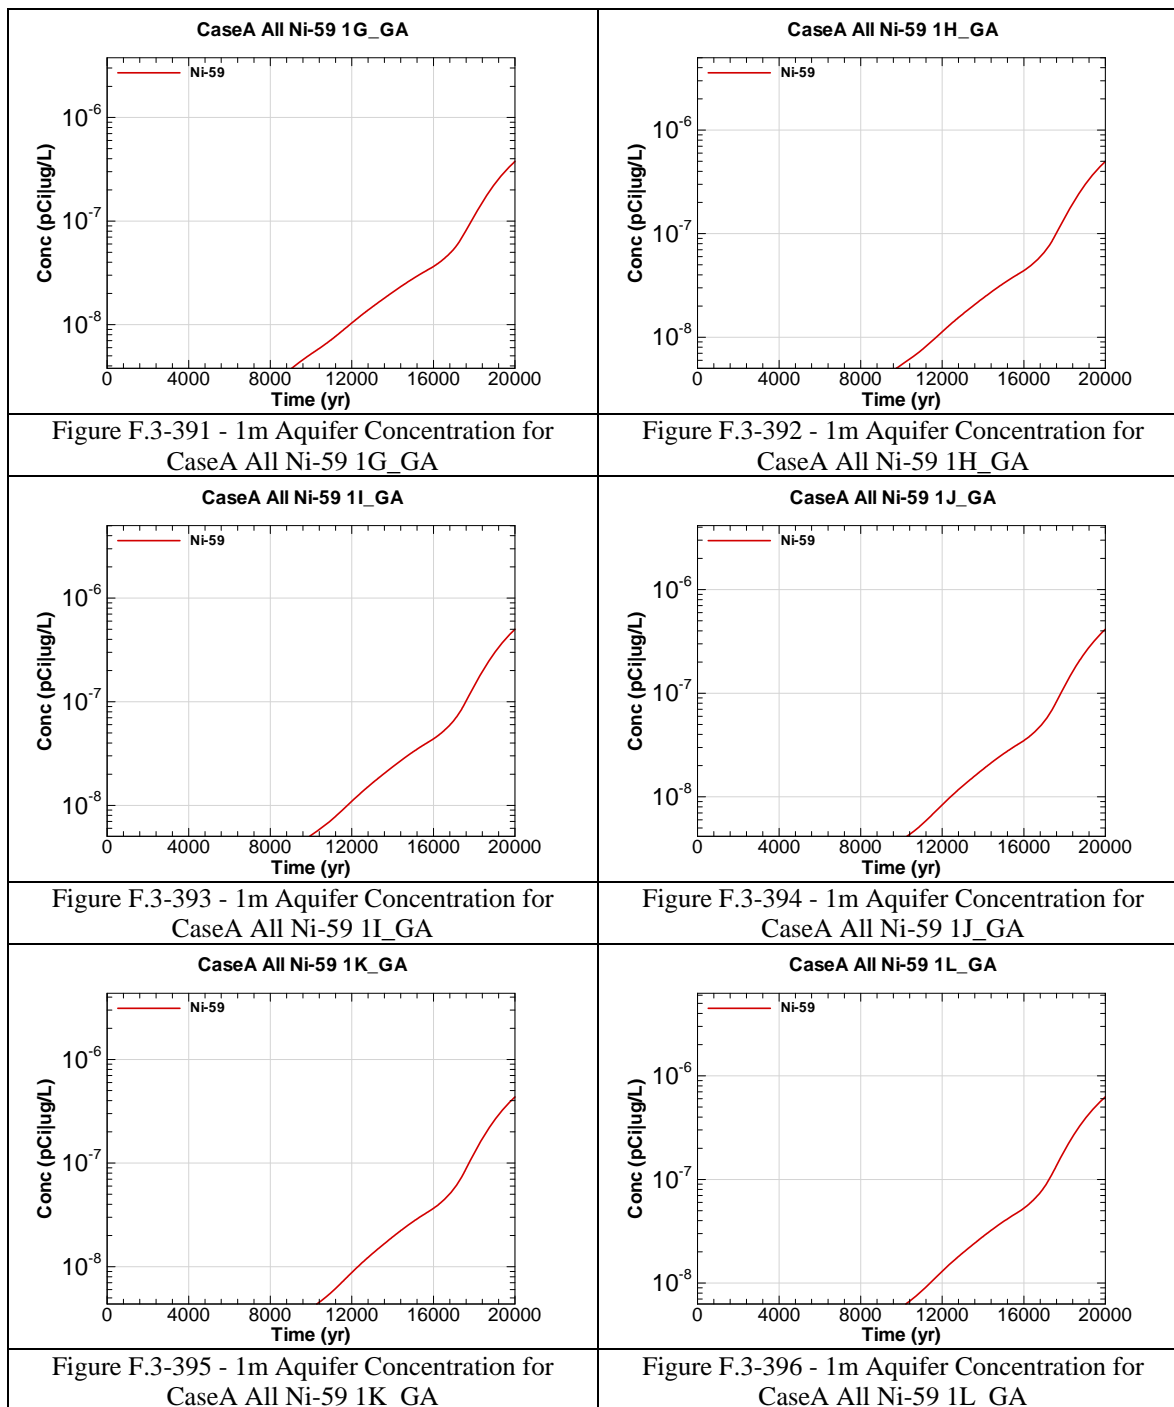 CaseA All Ni-59 1G_GA
Ni-59
Conc (pCi|ug/L)
10-6
10-7
10-8
0 4000 8000 12000 16000 20000
Time (yr)
Figure F.3-391 - 1m Aquifer Concentration for
CaseA All Ni-59 1G_GA
CaseA All Ni-59 1H_GA
Ni-59
Conc (pCi|ug/L)
10-6
10-7
10-8
0 4000 8000 12000 16000 20000
Time (yr)
Figure F.3-392 - 1m Aquifer Concentration for
CaseA All Ni-59 1H_GA
CaseA All Ni-59 1I_GA
Ni-59
Conc (pCi|ug/L)
10-6
10-7
10-8
0 4000 8000 12000 16000 20000
Time (yr)
Figure F.3-393 - 1m Aquifer Concentration for
CaseA All Ni-59 1I_GA
CaseA All Ni-59 1J_GA
Ni-59
Conc (pCi|ug/L)
10-6
10-7
10-8
0 4000 8000 12000 16000 20000
Time (yr)
Figure F.3-394 - 1m Aquifer Concentration for
CaseA All Ni-59 1J_GA
CaseA All Ni-59 1K_GA
Ni-59
Conc (pCi|ug/L)
10-6
10-7
10-8
0 4000 8000 12000 16000 20000
Time (yr)
Figure F.3-395 - 1m Aquifer Concentration for
CaseA All Ni-59 1K_GA
CaseA All Ni-59 1L_GA
Ni-59
Conc (pCi|ug/L)
10-6
10-7
10-8
0 4000 8000 12000 16000 20000
Time (yr)
Figure F.3-396 - 1m Aquifer Concentration for
CaseA All Ni-59 1L_GA